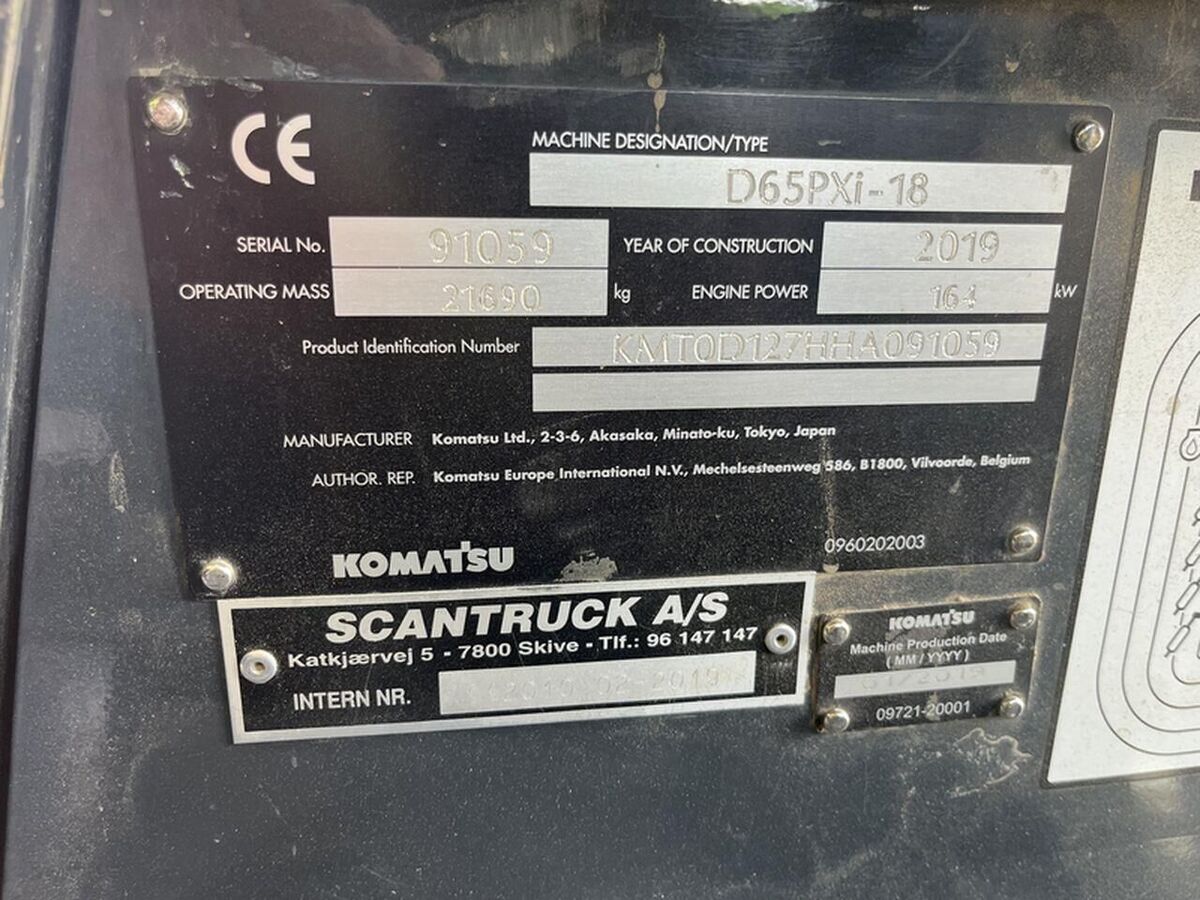 CE
MACHINE DESIGNATION/TYPE
D65PXi-18
SERIAL No. 91059 YEAR OF CONSTRUCTION 2019
OPERATING MASS 21690 kg ENGINE POWER 164 kW
Product Identification Number KMT0D127HHA091059
MANUFACTURER Komatsu Ltd., 2-3-6, Akasaka, Minato-ku, Tokyo, Japan
AUTHOR. REP. Komatsu Europe International N.V., Mechelsesteenweg 586, B1800, Vilvoorde, Belgium
KOMATSU 0960202003
SCANTRUCK A/S
Katkjærvej 5 - 7800 Skive - Tlf.: 96 147 147
INTERN NR.
KOMATSU
Machine Production Date
(MM/YYYY)
09721-20001